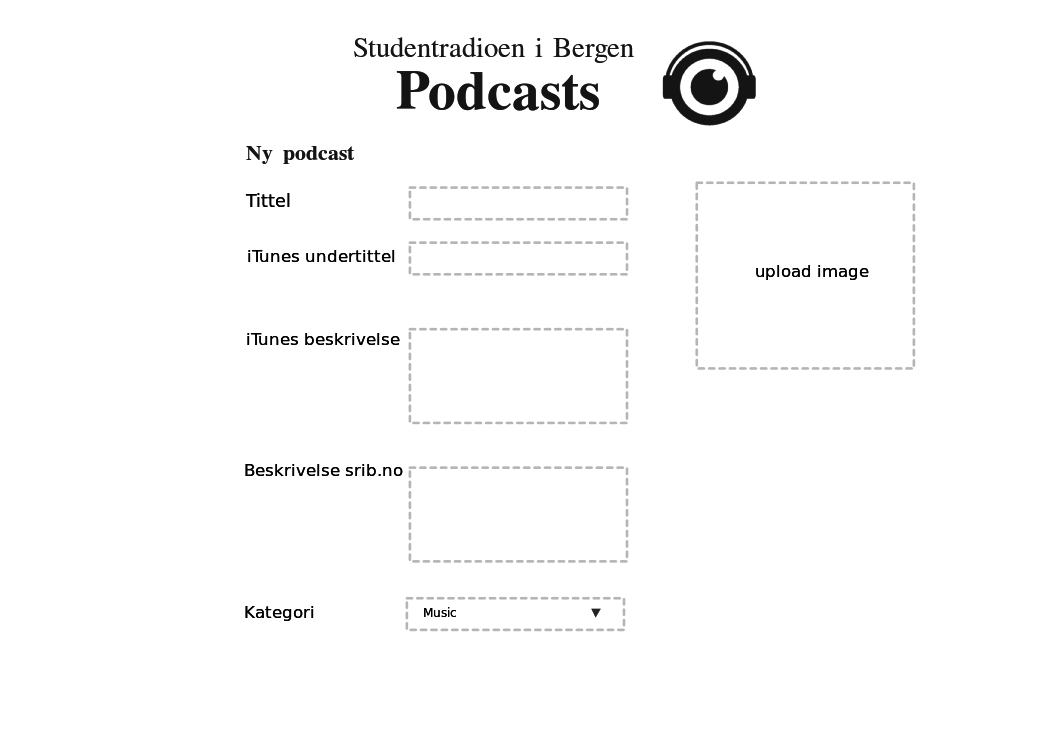 Studentradioen i Bergen
Podcasts
Ny podcast
Tittel
iTunes undertittel
upload image
iTunes beskrivelse
Beskrivelse srib.no
Kategori
Music